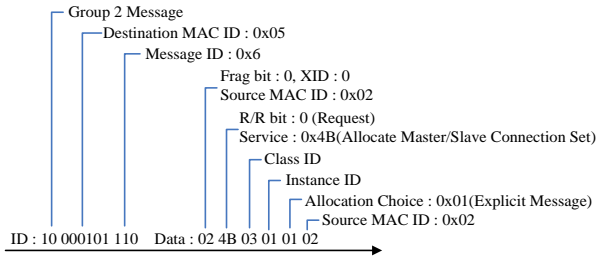 Group 2 Message
Destination MAC ID : 0x05
Message ID : 0x6
Frag bit : 0, XID : 0
Source MAC ID : 0x02
R/R bit : 0 (Request)
Service : 0x4B(Allocate Master/Slave Connection Set)
Class ID
Instance ID
Allocation Choice : 0x01(Explicit Message)
Source MAC ID : 0x02
ID : 10 000101 110 Data : 02 4B 03 01 01 02